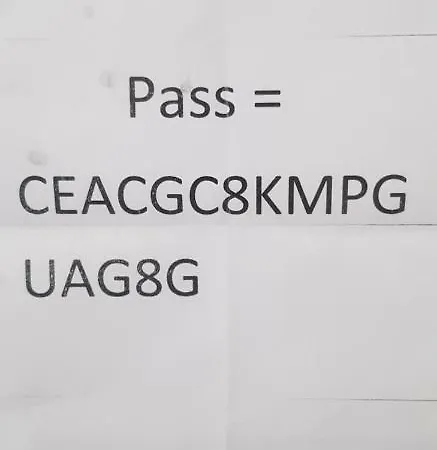 Pass =
CEACGC8KMPG
UAG8G